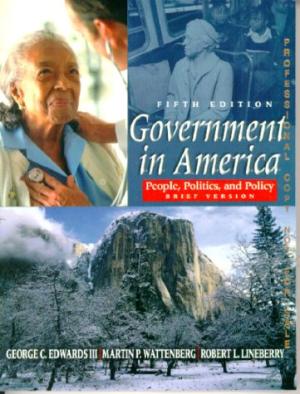 FIFTH EDITION
Government
in America
People, Politics, and Policy
BRIEF VERSION
GEORGE C. EDWARDS III | MARTIN P. WATTENBERG | ROBERT L. LINEBERRY
PROFESSIONAL COPY NOT FOR SALE